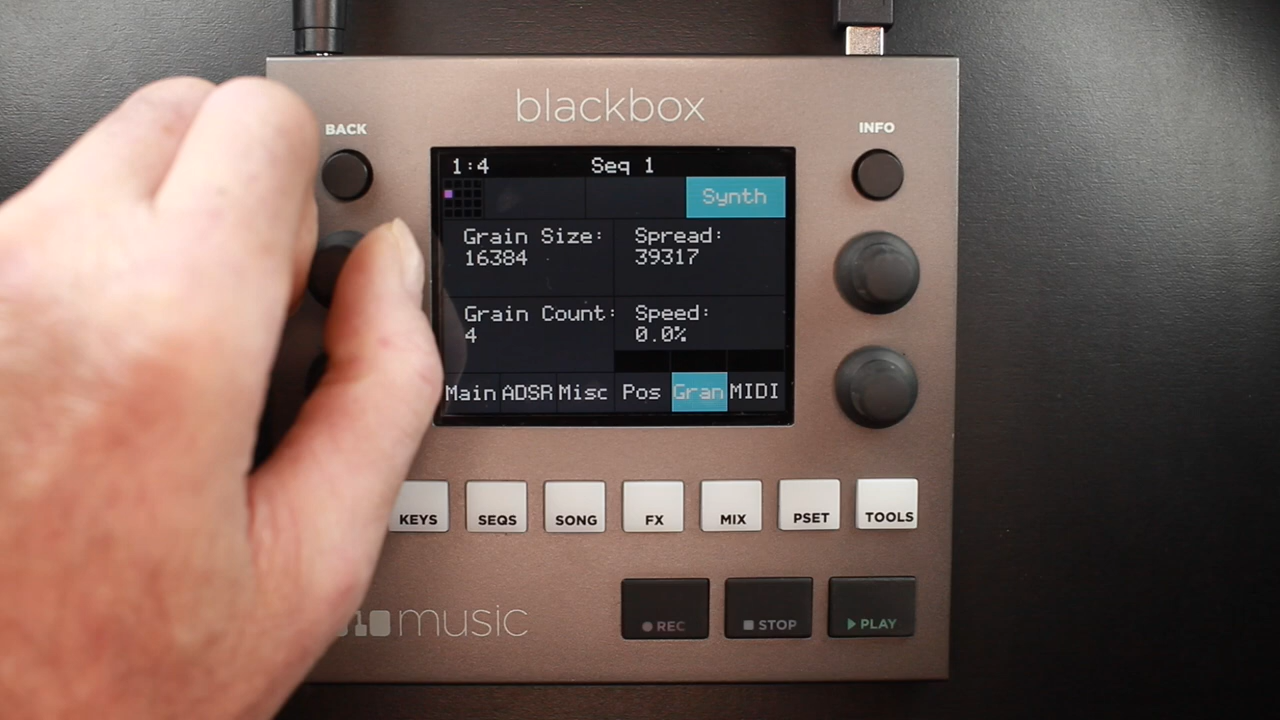 blackbox
BACK
INFO
1:4 Seq 1
Synth
Grain Size: Spread:
16384 39317
Grain Count: Speed:
4 0.0%
Main ADSR Misc Pos Gran MIDI
KEYS SEQS SONG FX MIX PSET TOOLS
music
REC STOP PLAY